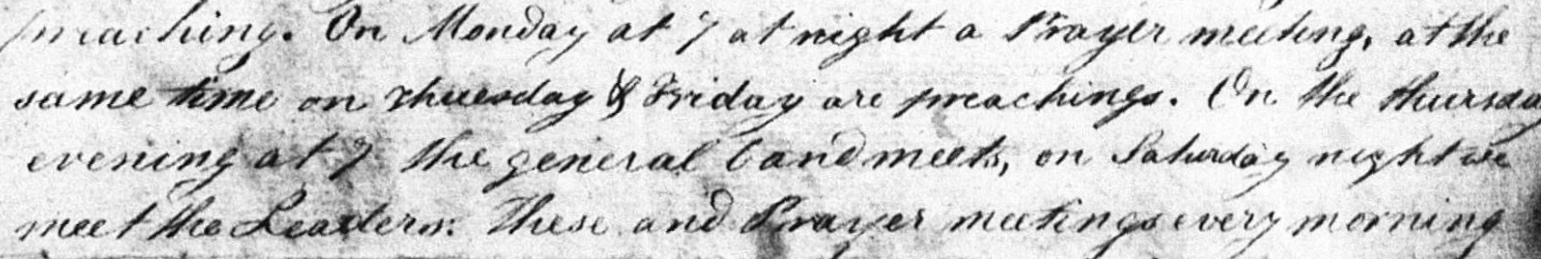 preaching. On Monday at 7 at night a Prayer meeting, at the
same time on thuesday & Friday are preachings. On the thursday
evening at 7 the general band meets, on Saturday night we
meet the Leaders: these and Prayer meetings every morning